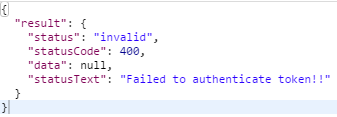 {
  "result": {
    "status": "invalid",
    "statusCode": 400,
    "data": null,
    "statusText": "Failed to authenticate token!!"
  }
}